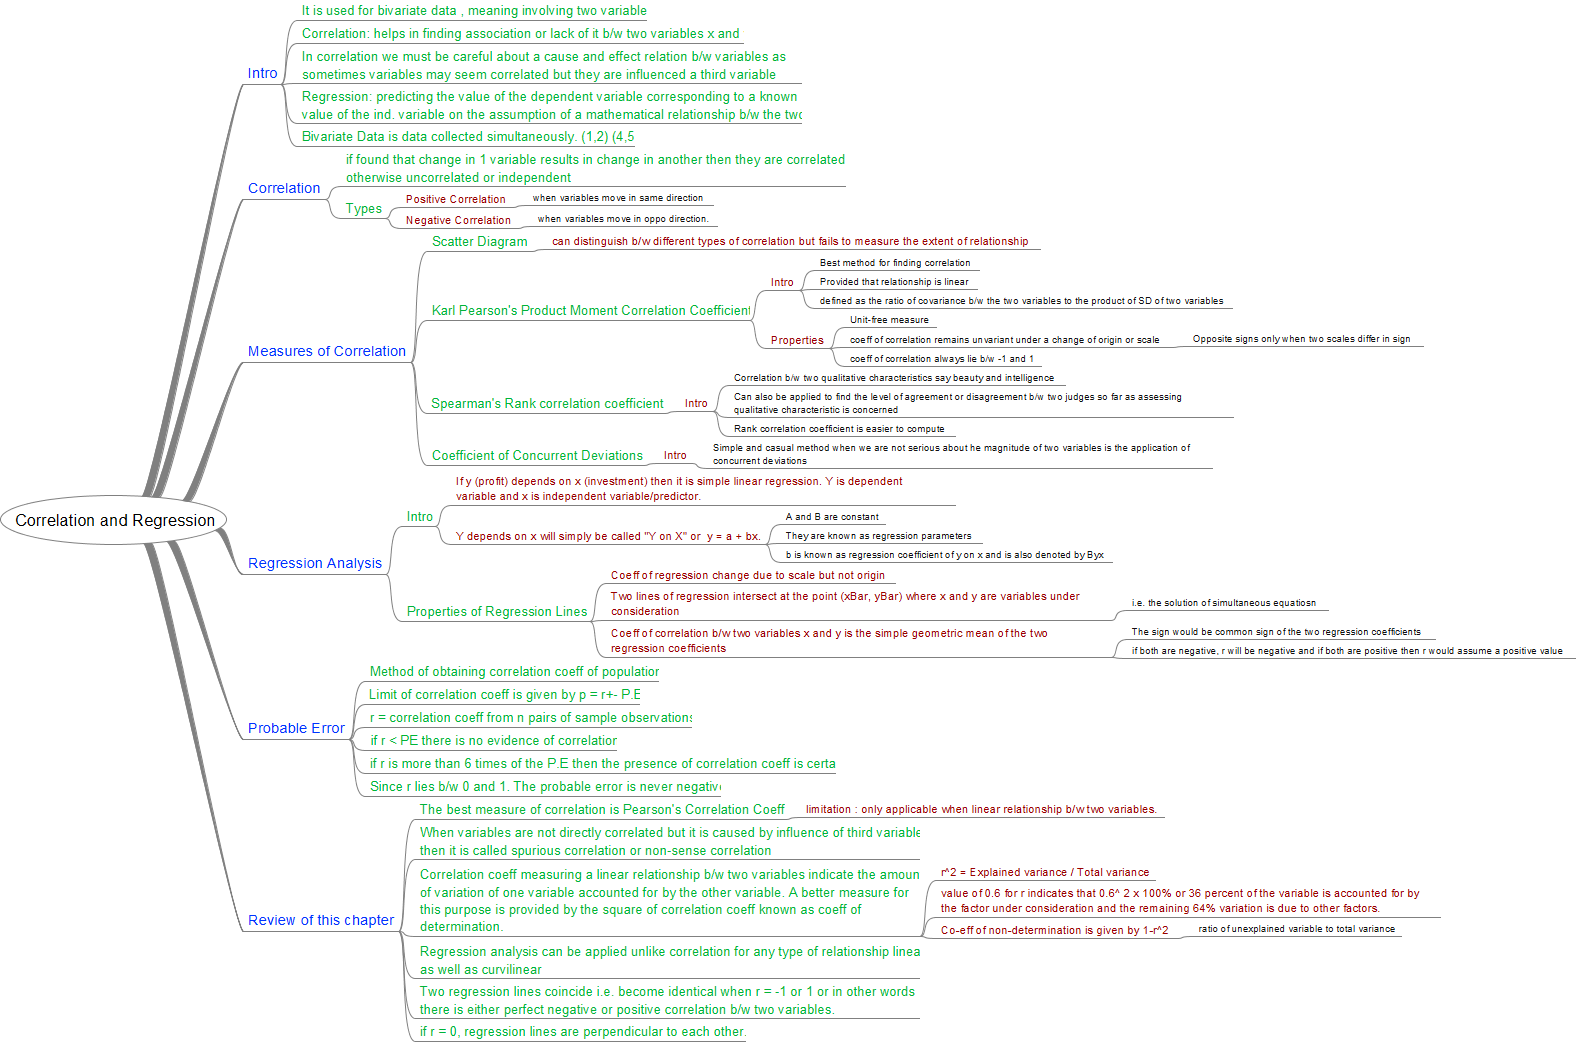 It is used for bivariate data , meaning involving two variable
Correlation: helps in finding association or lack of it b/w two variables x and
In correlation we must be careful about a cause and effect relation b/w variables as
sometimes variables may seem correlated but they are influenced a third variable
Intro
Regression: predicting the value of the dependent variable corresponding to a known
value of the ind. variable on the assumption of a mathematical relationship b/w the two
Bivariate Data is data collected simultaneously. (1,2) (4,5
if found that change in 1 variable results in change in another then they are correlated
otherwise uncorrelated or independent
Correlation
Types
Positive Correlation
when variables move in same direction
Negative Correlation
when variables move in oppo direction.
Scatter Diagram
can distinguish b/w different types of correlation but fails to measure the extent of relationship
Best method for finding correlation
Intro
Provided that relationship is linear
defined as the ratio of covariance b/w the two variables to the product of SD of two variables
Karl Pearson's Product Moment Correlation Coefficient
Unit-free measure
Properties
coeff of correlation remains unvariant under a change of origin or scale
Opposite signs only when two scales differ in sign
coeff of correlation always lie b/w -1 and 1
Measures of Correlation
Correlation b/w two qualitative characteristics say beauty and intelligence
Spearman's Rank correlation coefficient
Intro
Can also be applied to find the level of agreement or disagreement b/w two judges so far as assessing
qualitative characteristic is concerned
Rank correlation coefficient is easier to compute
Coefficient of Concurrent Deviations
Intro
Simple and casual method when we are not serious about he magnitude of two variables is the application of
concurrent deviations
Correlation and Regression
If y (profit) depends on x (investment) then it is simple linear regression. Y is dependent
variable and x is independent variable/predictor.
Intro
Y depends on x will simply be called "Y on X" or y = a + bx.
A and B are constant
They are known as regression parameters
b is known as regression coefficient of y on x and is also denoted by Byx
Regression Analysis
Coeff of regression change due to scale but not origin
Properties of Regression Lines
Two lines of regression intersect at the point (xBar, yBar) where x and y are variables under
consideration
i.e. the solution of simultaneous equatiosn
Coeff of correlation b/w two variables x and y is the simple geometric mean of the two
regression coefficients
The sign would be common sign of the two regression coefficients
if both are negative, r will be negative and if both are positive then r would assume a positive value
Method of obtaining correlation coeff of population
Limit of correlation coeff is given by p = r+- P.E
r = correlation coeff from n pairs of sample observations
Probable Error
if r < PE there is no evidence of correlation
if r is more than 6 times of the P.E then the presence of correlation coeff is certa
Since r lies b/w 0 and 1. The probable error is never negative
The best measure of correlation is Pearson's Correlation Coeff
limitation : only applicable when linear relationship b/w two variables.
When variables are not directly correlated but it is caused by influence of third variable
then it is called spurious correlation or non-sense correlation
Correlation coeff measuring a linear relationship b/w two variables indicate the amoun
of variation of one variable accounted for by the other variable. A better measure for
this purpose is provided by the square of correlation coeff known as coeff of
determination.
r^2 = Explained variance / Total variance
value of 0.6 for r indicates that 0.6^ 2 x 100% or 36 percent of the variable is accounted for by
the factor under consideration and the remaining 64% variation is due to other factors.
Co-eff of non-determination is given by 1-r^2
ratio of unexplained variable to total variance
Review of this chapter
Regression analysis can be applied unlike correlation for any type of relationship linea
as well as curvilinear
Two regression lines coincide i.e. become identical when r = -1 or 1 or in other words
there is either perfect negative or positive correlation b/w two variables.
if r = 0, regression lines are perpendicular to each other.